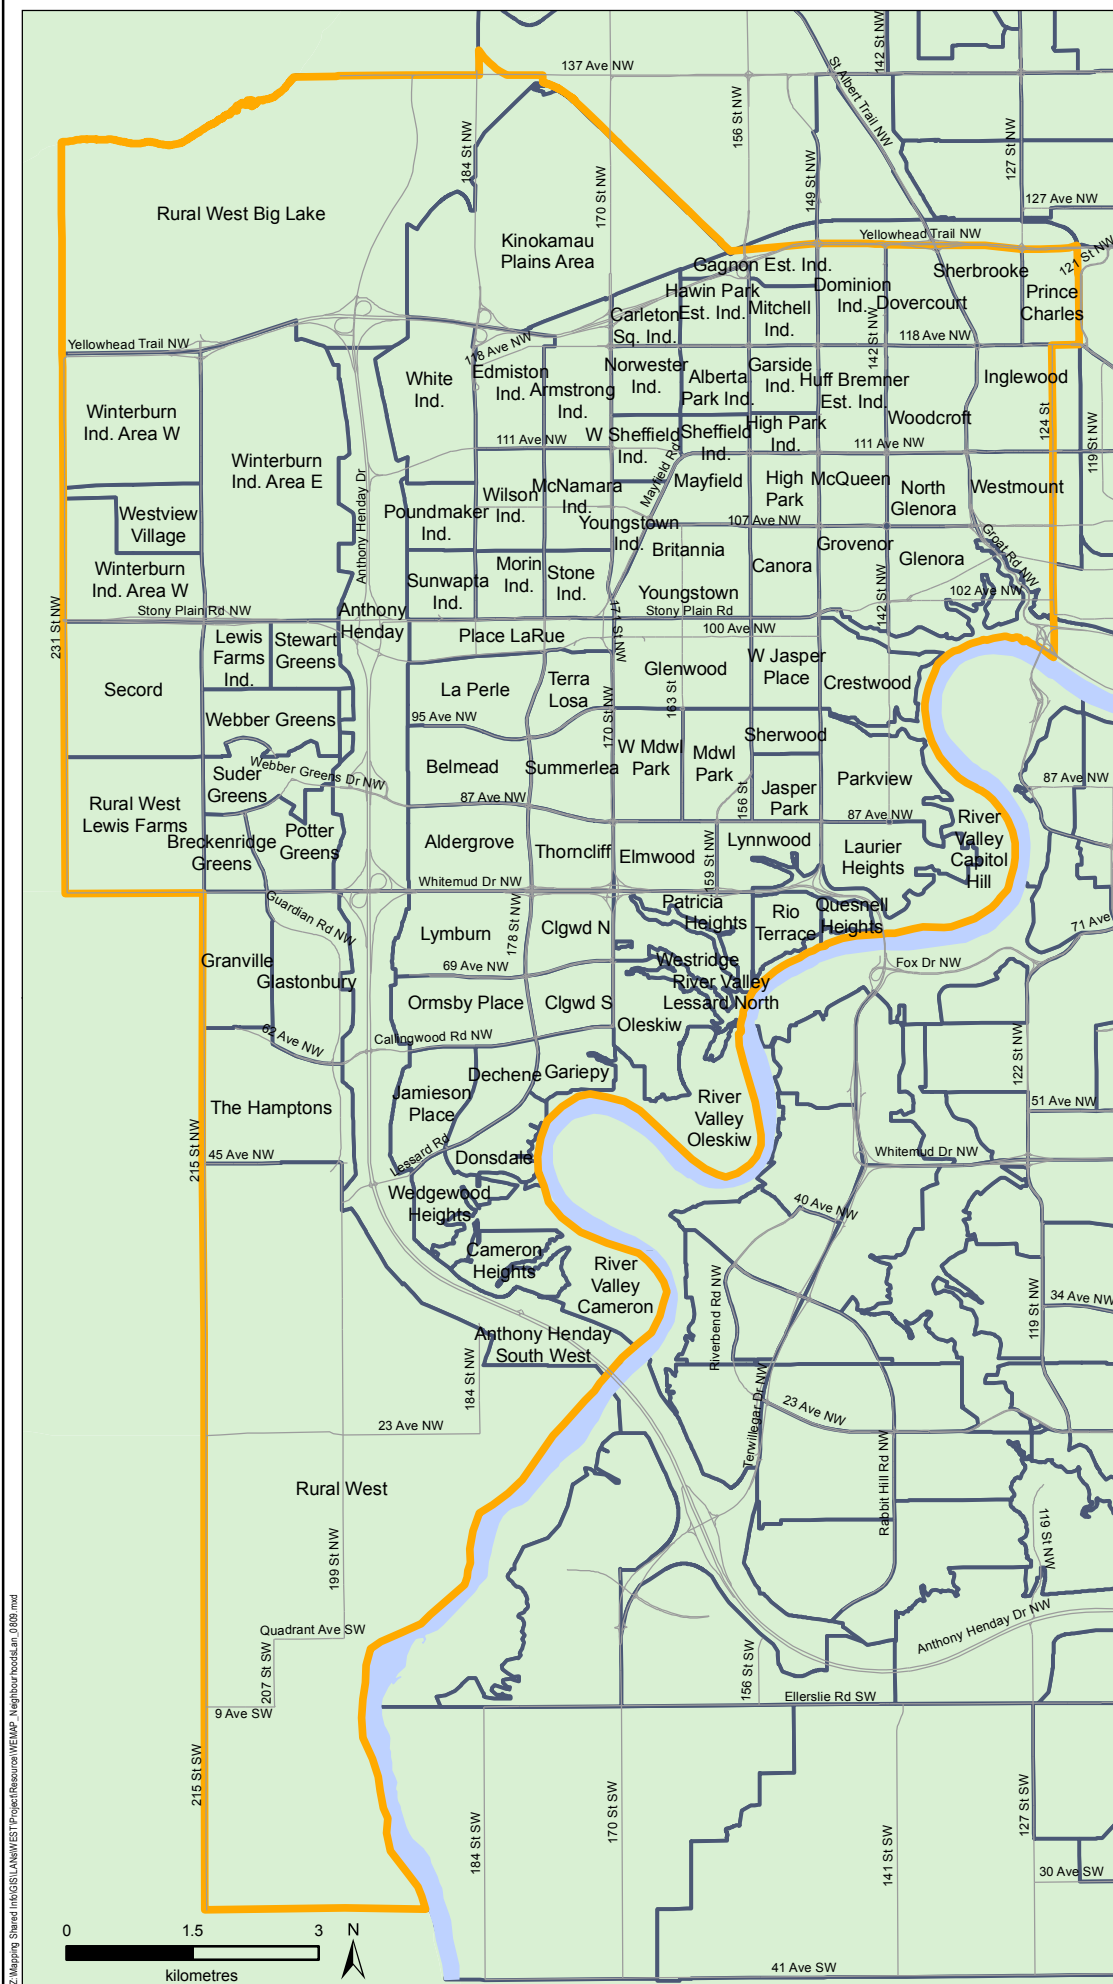 137 Ave NW
142 St NW
St Albert Trail NW
156 St NW
184 St NW
149 St NW
127 St NW
170 St NW
127 Ave NW
Rural West Big Lake
Kinokamau
Plains Area
Yellowhead Trail NW
121 St NW
Gagnon Est. Ind.
Sherbrooke
Hawin Park
Est. Ind.
Mitchell
Ind.
Dominion
Ind.
Dovercourt
Prince
Charles
Carleton
Sq. Ind.
142 St NW
118 Ave NW
Yellowhead Trail NW
118 Ave NW
White
Ind.
Edmiston
Ind.
Armstrong
Ind.
Norwester
Ind.
Alberta
Park Ind.
Garside
Ind.
Huff Bremner
Est. Ind.
Inglewood
Woodcroft
124 St
119 St NW
Winterburn
Ind. Area W
Winterburn
Ind. Area E
111 Ave NW
W Sheffield
Ind.
Sheffield
Ind.
High Park
Ind.
111 Ave NW
Mayfield Rd
Anthony Henday Dr
Westview
Village
Poundmaker
Ind.
Wilson
Ind.
McNamara
Ind.
Mayfield
High
Park
McQueen
North
Glenora
Westmount
Youngstown
Ind.
107 Ave NW
Britannia
Grovenor
Glenora
Groat Rd NW
Winterburn
Ind. Area W
Sunwapta
Ind.
Morin
Ind.
Stone
Ind.
Canora
Youngstown
102 Ave NW
142 St NW
231 St NW
Stony Plain Rd NW
Anthony
Henday
Stony Plain Rd
100 Ave NW
171 St NW
Lewis
Farms
Ind.
Stewart
Greens
Place LaRue
Secord
La Perle
Terra
Losa
Glenwood
W Jasper
Place
Crestwood
163 St
170 St NW
Webber Greens
95 Ave NW
Sherwood
Suder
Greens
Webber Greens Dr NW
Belmead
Summerlea
W Mdwl
Park
Mdwl
Park
156 St
Jasper
Park
Parkview
87 Ave NW
Rural West
Lewis Farms
87 Ave NW
87 Ave NW
Breckenridge
Greens
Potter
Greens
Aldergrove
Thorncliff
Elmwood
159 St NW
Lynnwood
Laurier
Heights
River
Valley
Capitol
Hill
Whitemud Dr NW
Guardian Rd NW
178 St NW
Patricia
Heights
Rio
Terrace
Quesnell
Heights
71 Ave
Granville
Glastonbury
Lymburn
Clgwd N
69 Ave NW
Westridge
River Valley
Lessard North
Fox Dr NW
Ormsby Place
Clgwd S
Oleskiw
62 Ave NW
Callingwood Rd NW
122 St NW
Dechene
Gariepy
Jamieson
Place
The Hamptons
River
Valley
Oleskiw
51 Ave NW
215 St NW
45 Ave NW
Lessard Rd
Donsdale
Whitemud Dr NW
Wedgewood
Heights
40 Ave NW
Cameron
Heights
River
Valley
Cameron
Riverbend Rd NW
119 St NW
34 Ave NW
Anthony Henday
South West
184 St NW
Terwillegar Dr NW
23 Ave NW
23 Ave NW
Rabbit Hill Rd NW
Rural West
199 St NW
119 St NW
Anthony Henday Dr NW
Quadrant Ave SW
207 St SW
156 St SW
Ellerslie Rd SW
9 Ave SW
215 St SW
184 St SW
170 St SW
141 St SW
127 St SW
30 Ave SW
0 1.5 3
kilometres
N
41 Ave SW